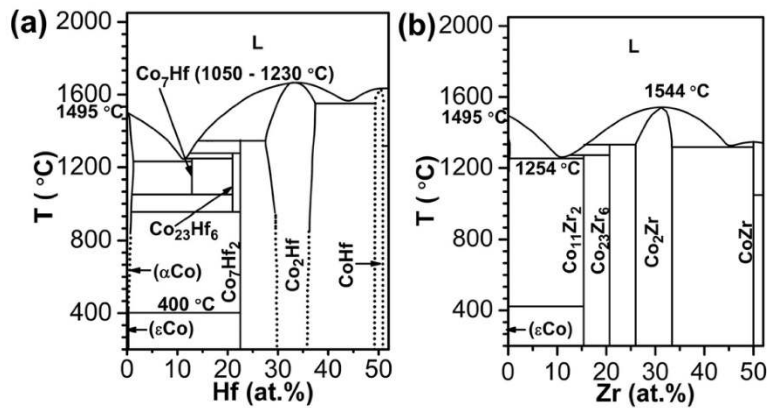 (a)
2000
1600
1200
800
400
T ( °C)
L
Co7Hf (1050 - 1230 °C)
1495 °C
Co23Hf6
Co7Hf2
Co2Hf
CoHf
(αCo)
400 °C
(εCo)
0 10 20 30 40 50
Hf (at.%)
(b)
2000
1600
1200
800
400
T ( °C)
L
1544 °C
1495 °C
1254 °C
Co11Zr2
Co23Zr6
Co2Zr
CoZr
(εCo)
0 10 20 30 40 50
Zr (at.%)